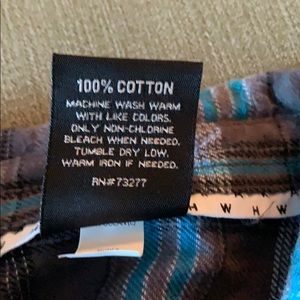 100% COTTON
MACHINE WASH WARM
WITH LIKE COLORS.
ONLY NON-CHLORINE
BLEACH WHEN NEEDED.
TUMBLE DRY LOW.
WARM IRON IF NEEDED.
RN#73277
H W H